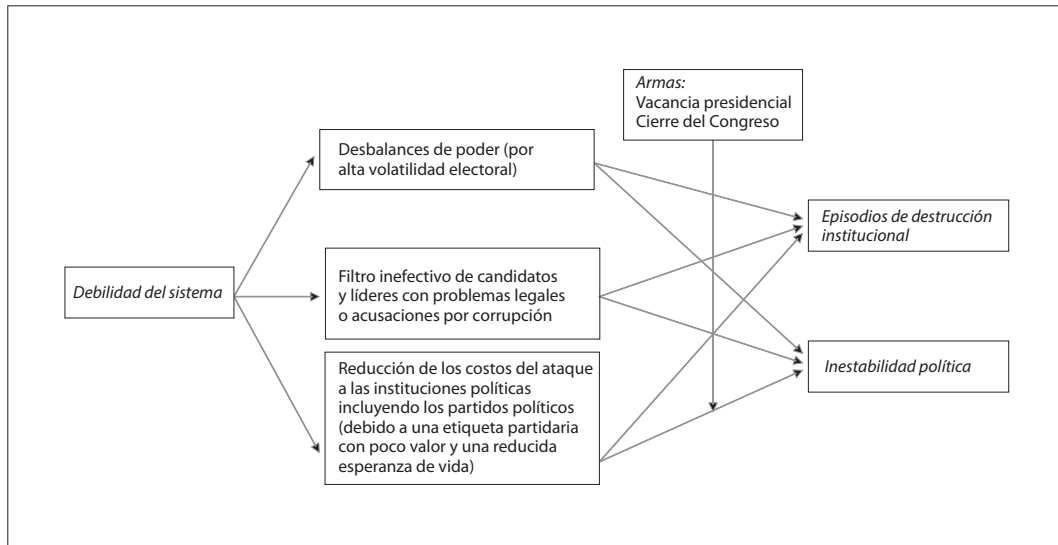 Armas:
Vacancia presidencial
Cierre del Congreso
Desbalances de poder (por
alta volatilidad electoral)
Episodios de destrucción
institucional
Debilidad del sistema
Filtro inefectivo de candidatos
y líderes con problemas legales
o acusaciones por corrupción
Inestabilidad política
Reducción de los costos del ataque
a las instituciones políticas
incluyendo los partidos políticos
(debido a una etiqueta partidaria
con poco valor y una reducida
esperanza de vida)